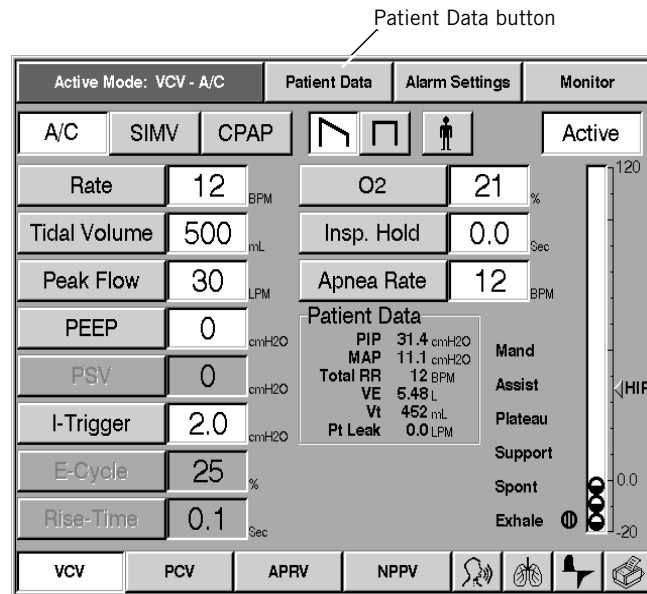 Patient Data button
Active Mode: VCV - A/C Patient Data Alarm Settings Monitor
A/C SIMV CPAP Active
Rate 12 BPM O2 21 % 120
Tidal Volume 500 mL Insp. Hold 0.0 Sec
Peak Flow 30 LPM Apnea Rate 12 BPM
PEEP 0 cmH2O
Patient Data
PIP 31.4 cmH2O
MAP 11.1 cmH2O
Total RR 12 BPM
VE 5.48 L
Vt 452 mL
Pt Leak 0.0 LPM
PSV 0 cmH2O
I-Trigger 2.0 cmH2O
E-Cycle 25 %
Rise-Time 0.1 Sec
Mand
Assist HIP
Plateau
Support
Spont 0.0
Exhale -20
VCV PCV APRV NPPV